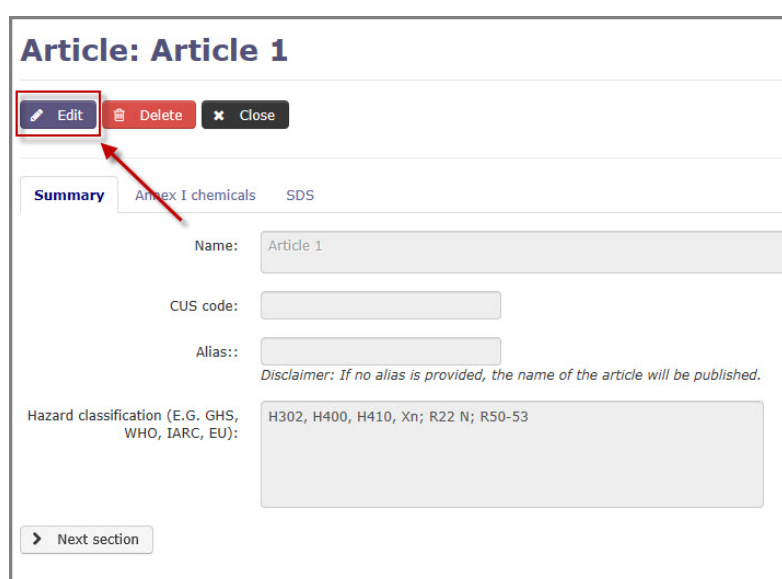 Article: Article 1
Edit Delete Close
Summary Annex I chemicals SDS
Name: Article 1
CUS code:
Alias::
Disclaimer: If no alias is provided, the name of the article will be published.
Hazard classification (E.G. GHS, H302, H400, H410, Xn; R22 N; R50-53
WHO, IARC, EU):
Next section